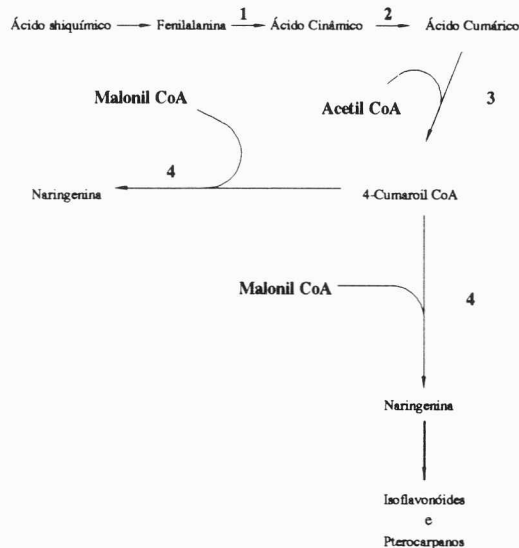 Ácido shiquímico Fenilalanina 1 Ácido Cinâmico 2 Ácido Cumárico
3
Malonil CoA
Acetil CoA
4
Naringenina
4-Cumaroil CoA
Malonil CoA
4
Naringenina
Isoflavonóides
e
Pterocarpanos